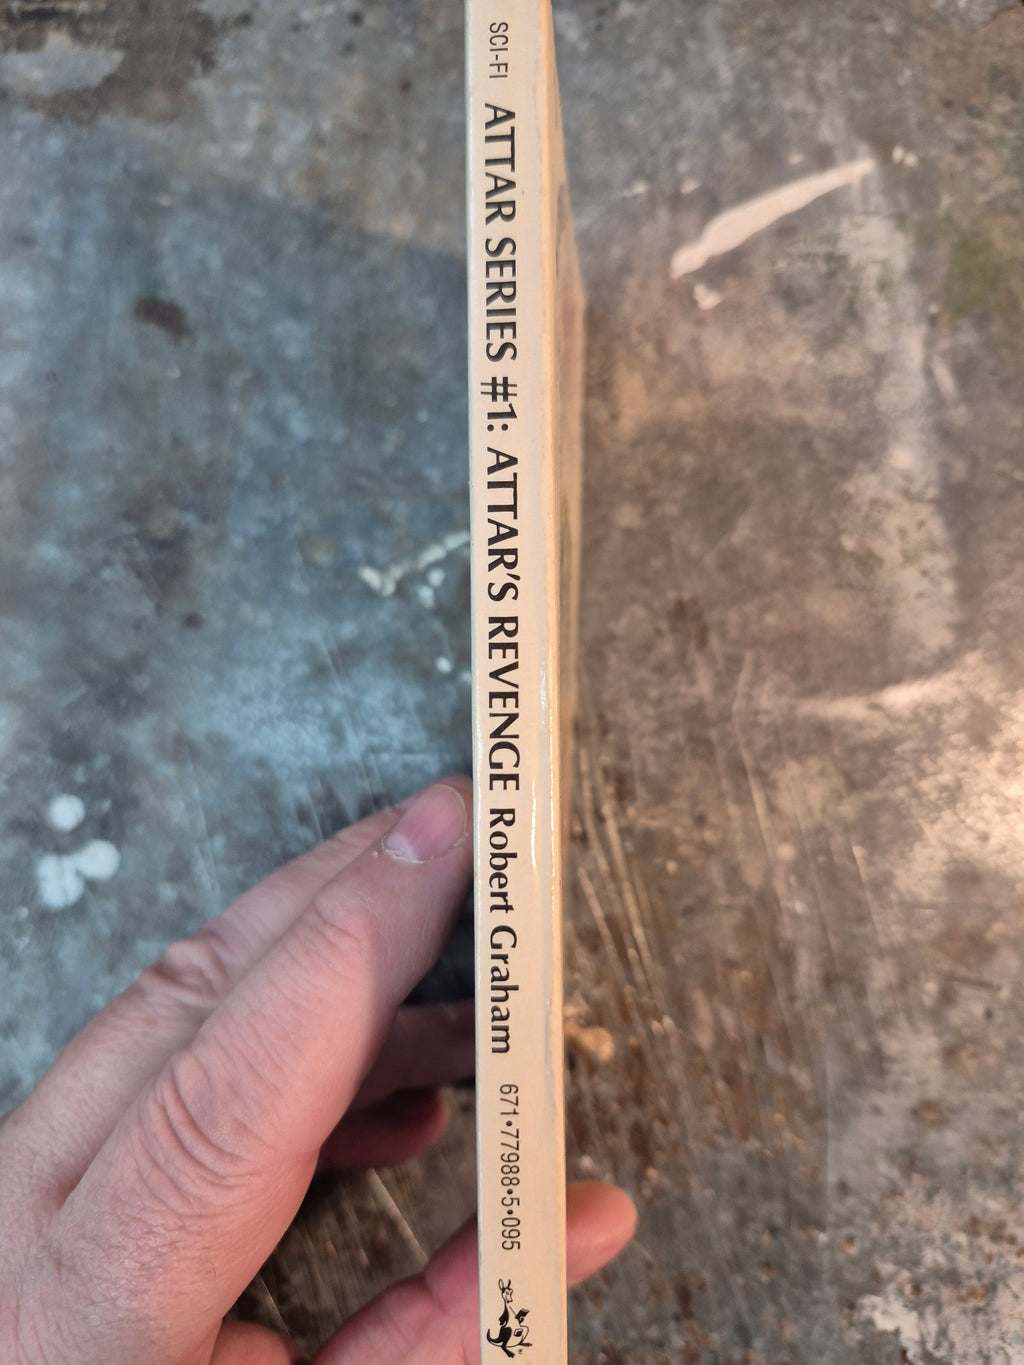 SCI-FI ATTAR SERIES #1: ATTAR'S REVENGE Robert Graham 671•77988•5•095